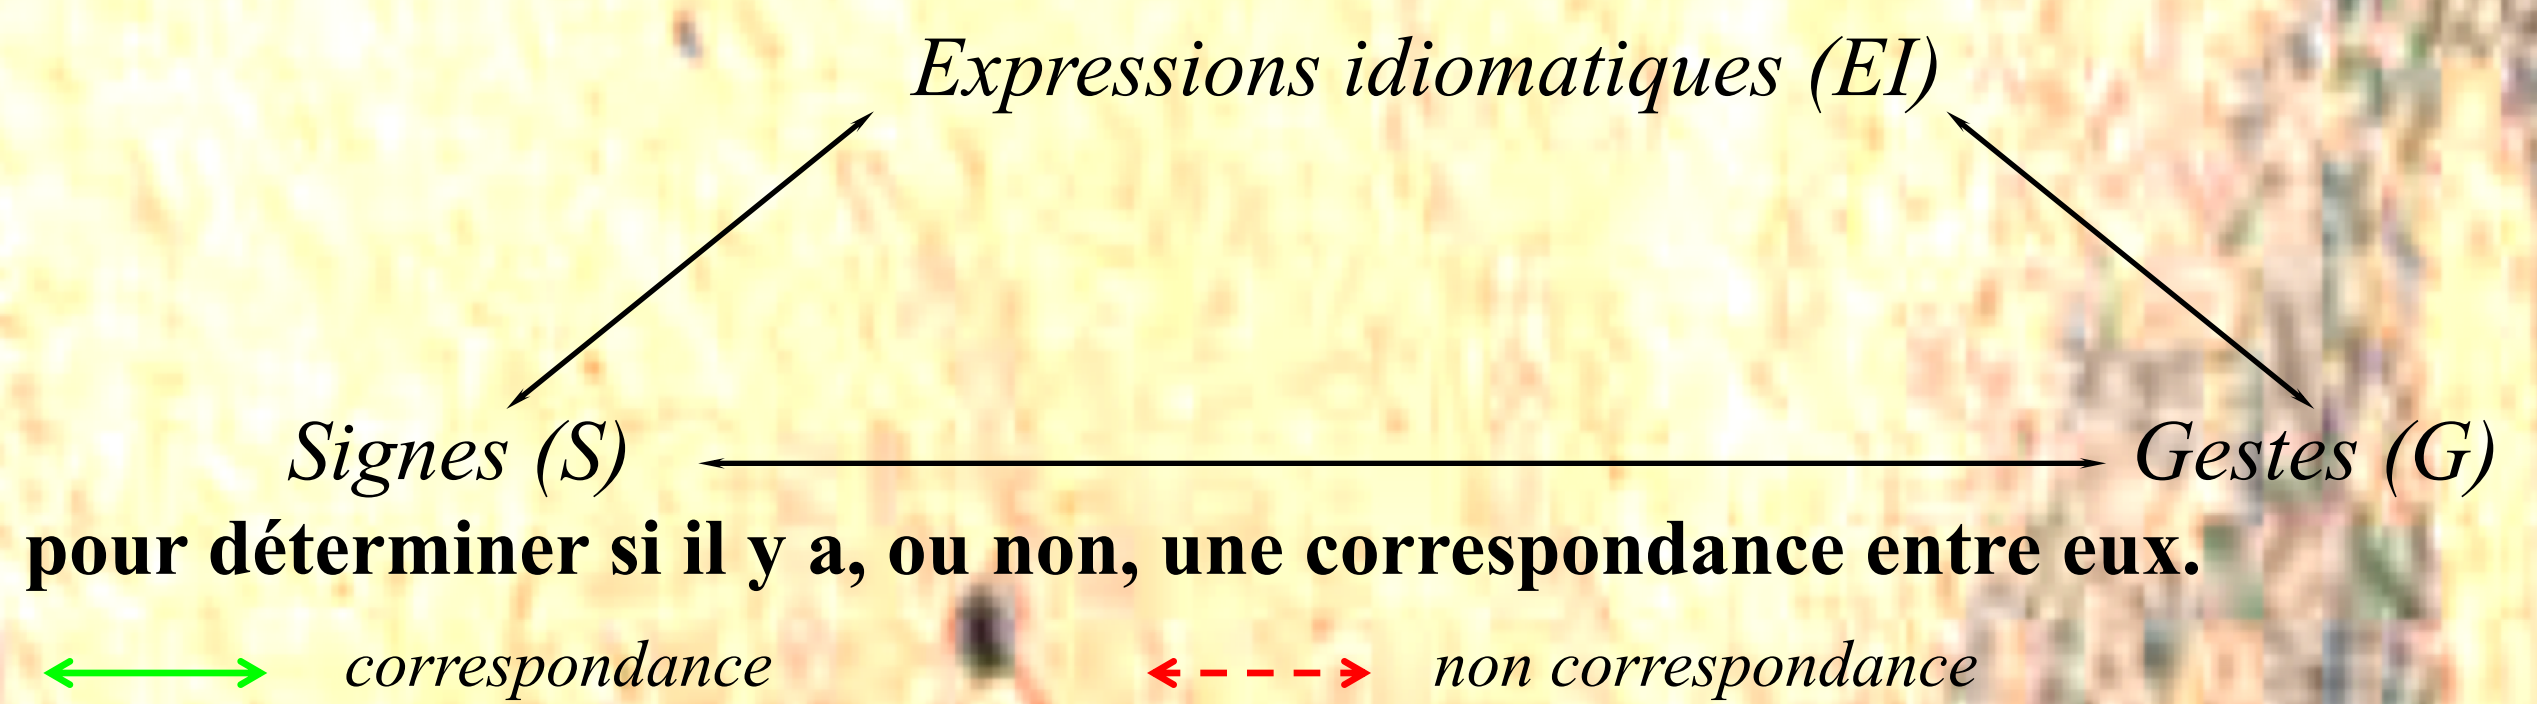 Expressions idiomatiques (EI)
Signes (S)
Gestes (G)
pour déterminer si il y a, ou non, une correspondance entre eux.
correspondance
non correspondance